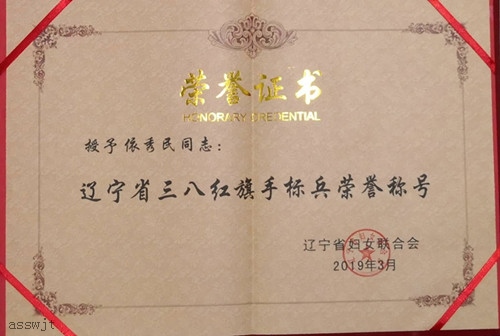 荣誉证书
HONORARY CREDENTIAL
授予依秀民同志：
辽宁省三八红旗手标兵荣誉称号
辽宁省妇女联合会
2019年3月
asswjt